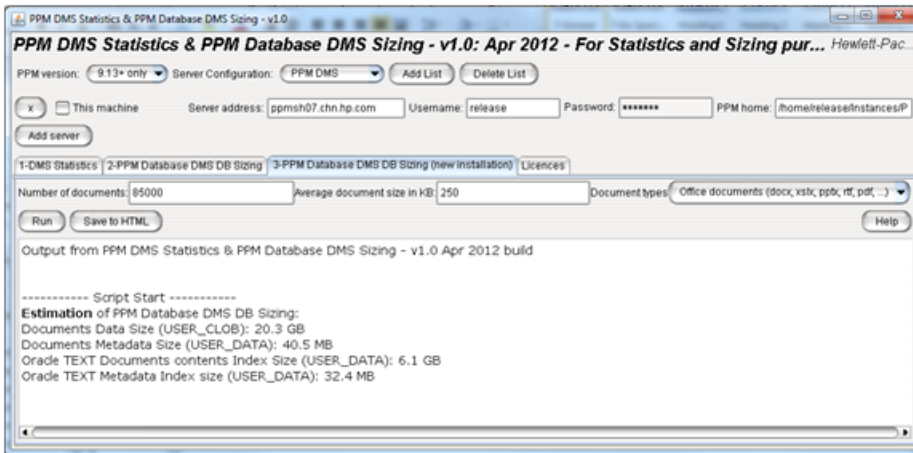 PPM DMS Statistics & PPM Database DMS Sizing - v1.0
PPM DMS Statistics & PPM Database DMS Sizing - v1.0: Apr 2012 - For Statistics and Sizing pur... Hewlett-Pac
PPM version: 9.13+ only Server Configuration: PPM DMS Add List Delete List
x This machine Server address: ppmsh07.chn.hp.com Username: release Password: ******* PPM home: /home/release/instances/P
Add server
1-DMS Statistics 2-PPM Database DMS DB Sizing 3-PPM Database DMS DB Sizing (new installation) Licences
Number of documents: 85000 Average document size in KB: 250 Document types Office documents (docx, xslx, pptx, rtf, pdf, ...)
Run Save to HTML Help
Output from PPM DMS Statistics & PPM Database DMS Sizing - v1.0 Apr 2012 build
----------- Script Start -----------
Estimation of PPM Database DMS DB Sizing:
Documents Data Size (USER_CLOB): 20.3 GB
Documents Metadata Size (USER_DATA): 40.5 MB
Oracle TEXT Documents contents Index Size (USER_DATA): 6.1 GB
Oracle TEXT Metadata Index size (USER_DATA): 32.4 MB